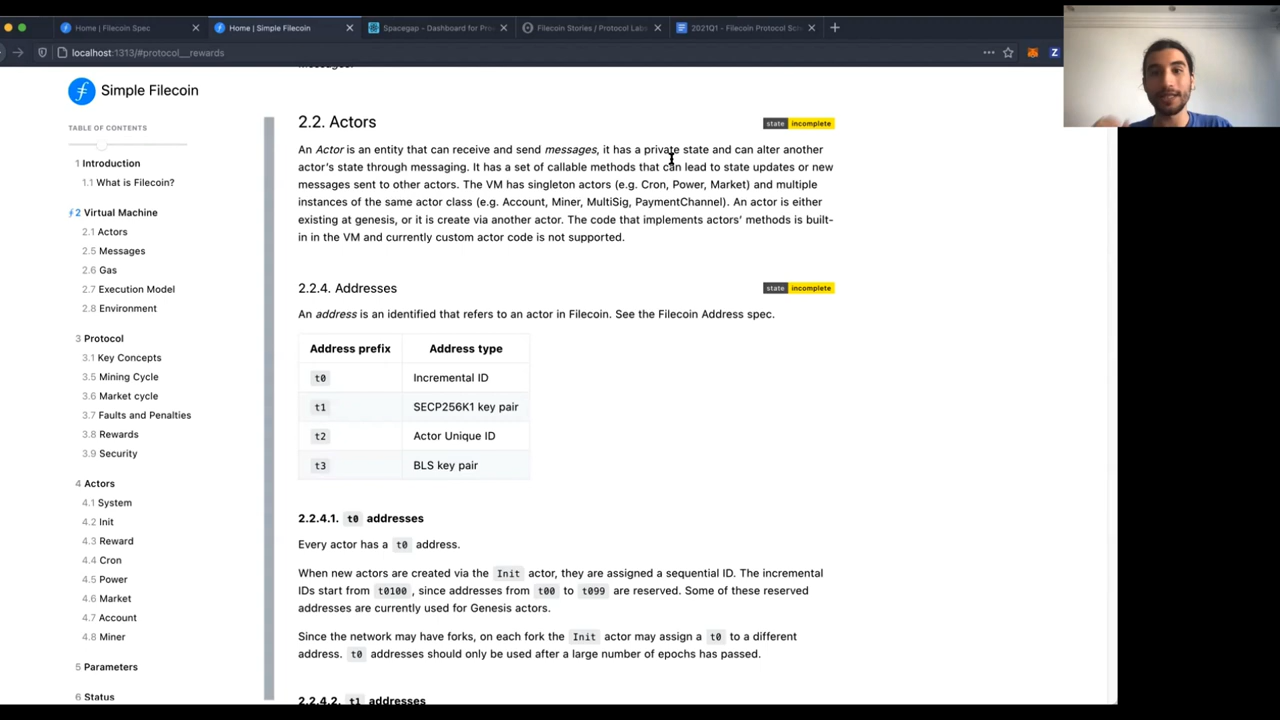 Home | Filecoin Spec
Home | Simple Filecoin
Spacegap - Dashboard for Pro
Filecoin Stories / Protocol Labs
2021Q1 - Filecoin Protocol Sc
localhost:1313/#protocol__rewards
messages.
Simple Filecoin
TABLE OF CONTENTS
1 Introduction
1.1 What is Filecoin?
2 Virtual Machine
2.1 Actors
2.5 Messages
2.6 Gas
2.7 Execution Model
2.8 Environment
3 Protocol
3.1 Key Concepts
3.5 Mining Cycle
3.6 Market cycle
3.7 Faults and Penalties
3.8 Rewards
3.9 Security
4 Actors
4.1 System
4.2 Init
4.3 Reward
4.4 Cron
4.5 Power
4.6 Market
4.7 Account
4.8 Miner
5 Parameters
6 Status
2.2. Actors
state incomplete
An Actor is an entity that can receive and send messages, it has a private state and can alter another
actor's state through messaging. It has a set of callable methods that can lead to state updates or new
messages sent to other actors. The VM has singleton actors (e.g. Cron, Power, Market) and multiple
instances of the same actor class (e.g. Account, Miner, MultiSig, PaymentChannel). An actor is either
existing at genesis, or it is create via another actor. The code that implements actors' methods is built-
in in the VM and currently custom actor code is not supported.
2.2.4. Addresses
state incomplete
An address is an identified that refers to an actor in Filecoin. See the Filecoin Address spec.
Address prefix Address type
t0 Incremental ID
t1 SECP256K1 key pair
t2 Actor Unique ID
t3 BLS key pair
2.2.4.1. t0 addresses
Every actor has a t0 address.
When new actors are created via the Init actor, they are assigned a sequential ID. The incremental
IDs start from t0100 , since addresses from t00 to t099 are reserved. Some of these reserved
addresses are currently used for Genesis actors.
Since the network may have forks, on each fork the Init actor may assign a t0 to a different
address. t0 addresses should only be used after a large number of epochs has passed.
2.2.4.2. t1 addresses